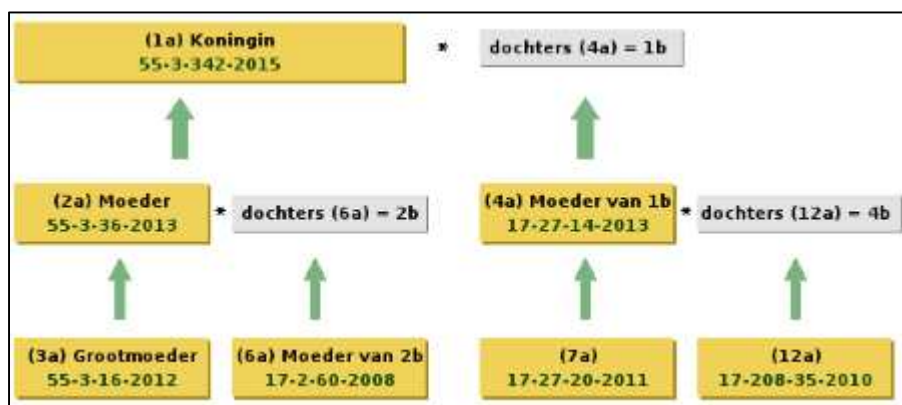 (1a) Koningin
55-3-342-2015
*
dochters (4a) = 1b
(2a) Moeder
55-3-36-2013
*
dochters (6a) = 2b
(4a) Moeder van 1b
17-27-14-2013
*
dochters (12a) = 4b
(3a) Grootmoeder
55-3-16-2012
(6a) Moeder van 2b
17-2-60-2008
(7a)
17-27-20-2011
(12a)
17-208-35-2010